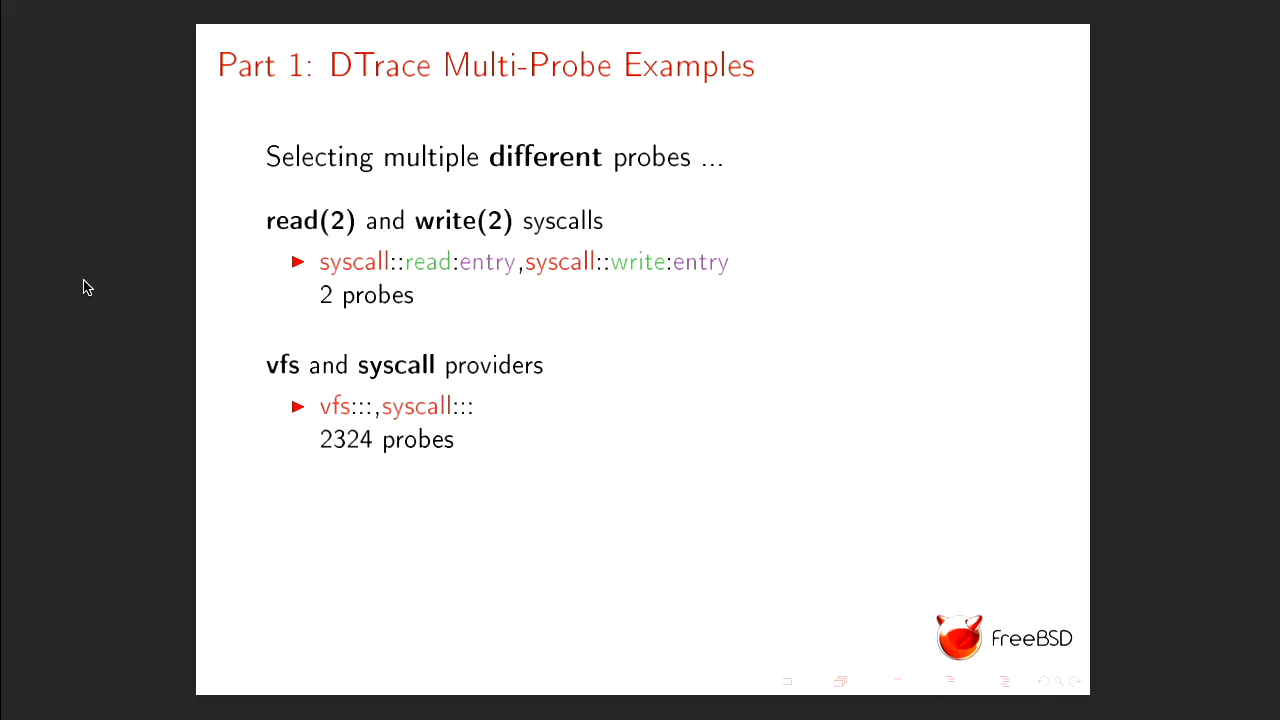 Part 1: DTrace Multi-Probe Examples
Selecting multiple different probes ...
read(2) and write(2) syscalls
syscall::read:entry,syscall::write:entry
2 probes
vfs and syscall providers
vfs:::,syscall:::
2324 probes
FreeBSD